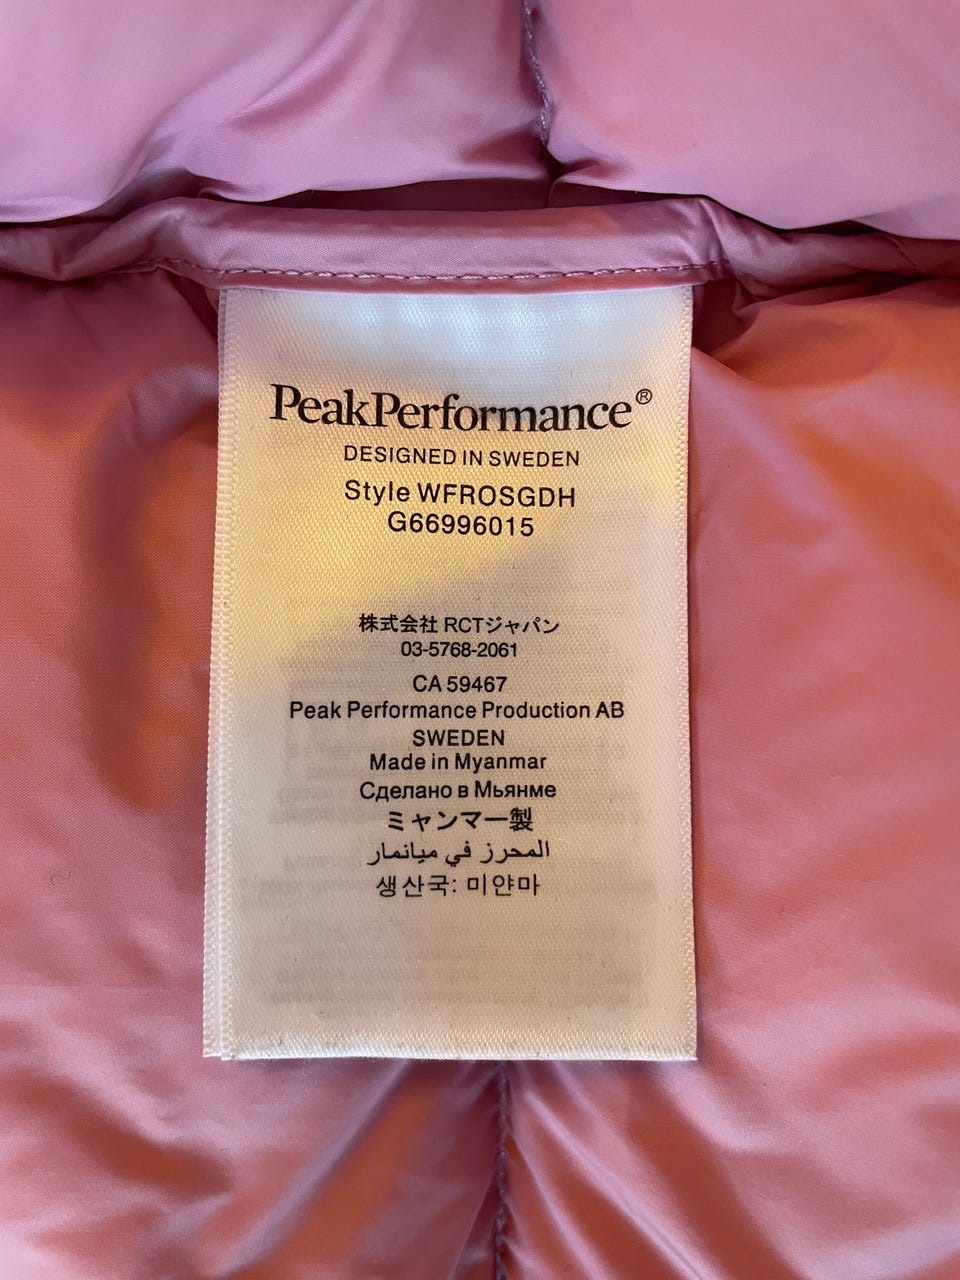 PeakPerformance®
DESIGNED IN SWEDEN
Style WFROSGDH
G66996015
株式会社 RCTジャパン
03-5768-2061
CA 59467
Peak Performance Production AB
SWEDEN
Made in Myanmar
Сделано в Мьянме
ミャンマー製
المحرز في ميانمار
생산국: 미얀마